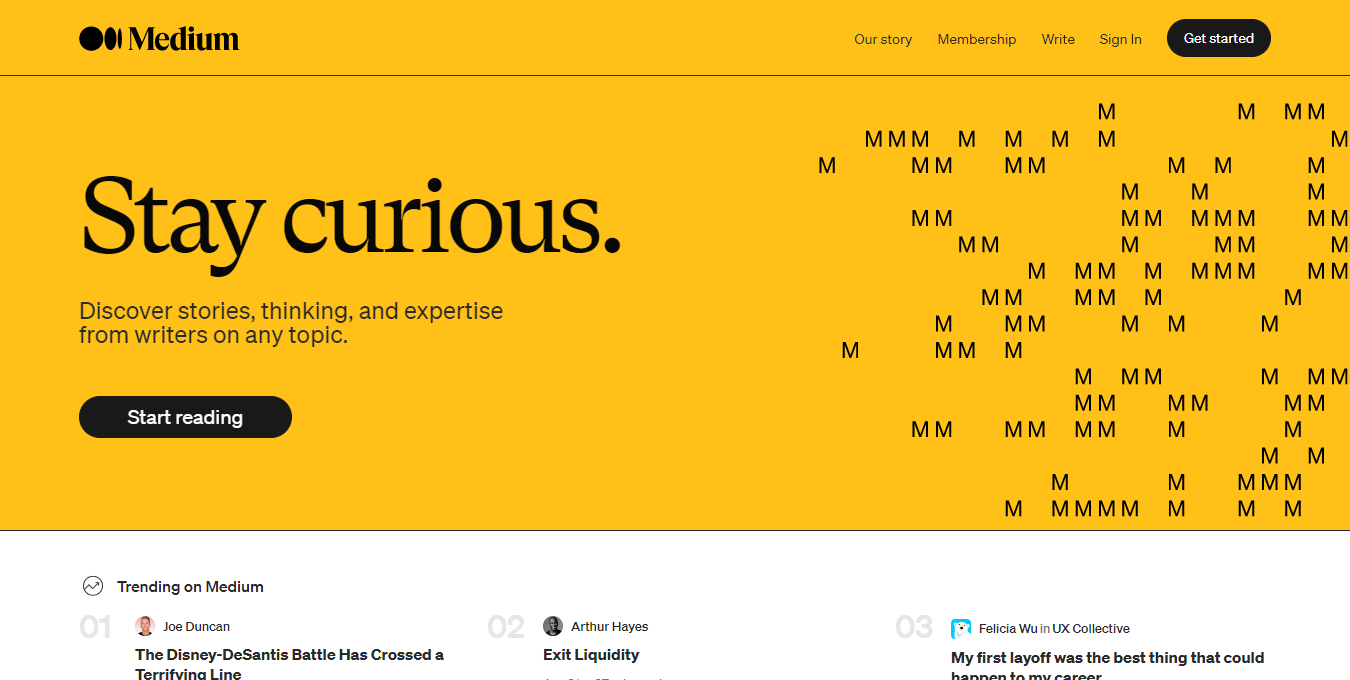 Medium
Our story Membership Write Sign In Get started
Stay curious.
Discover stories, thinking, and expertise
from writers on any topic.
Start reading
M M M M
M M M M M M M M
M M M M M M M M
M M M
M M M M M M M M M
M M M M M M
M M M M M M M M M
M M M M M M
M M M M M M
M M M M
M M M M M M
M M M M M M
M M M M M M M M
M M
M M M M M
M M M M M M M M
Trending on Medium
01 Joe Duncan
The Disney-DeSantis Battle Has Crossed a
Terrifying Line
02 Arthur Hayes
Exit Liquidity
03 Felicia Wu in UX Collective
My first layoff was the best thing that could
happen to my career